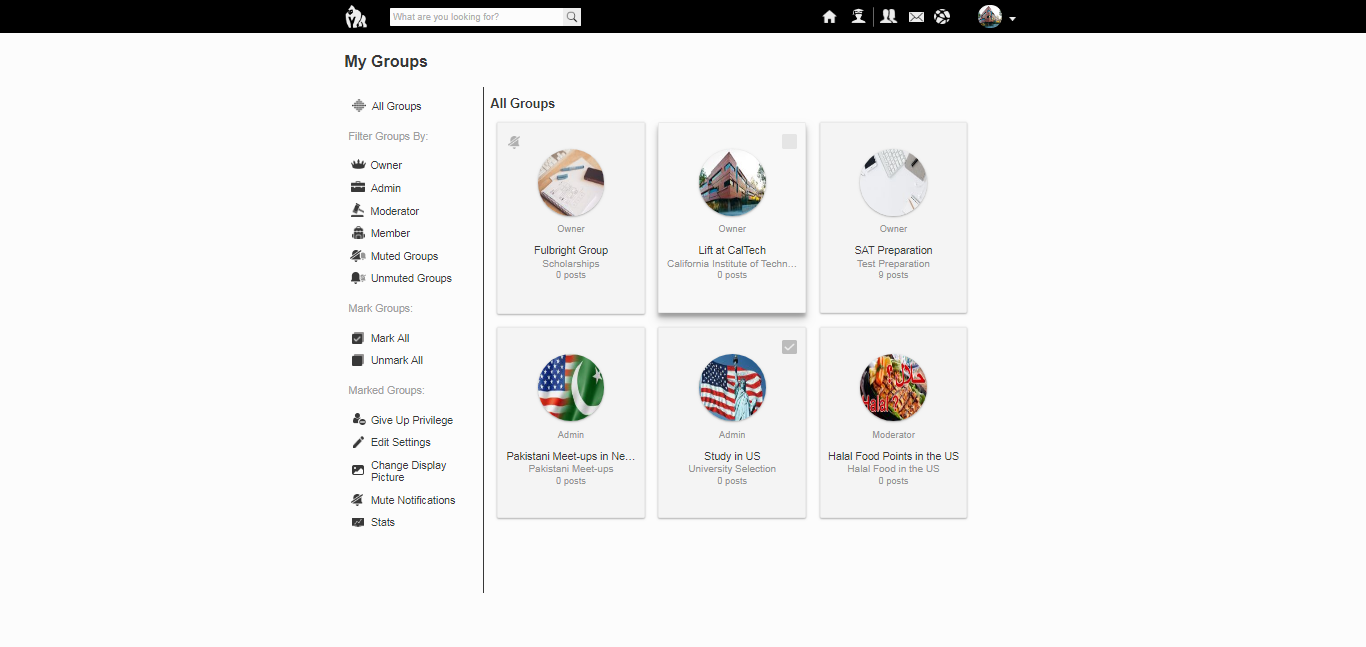 What are you looking for?
My Groups
All Groups
Filter Groups By:
Owner
Admin
Moderator
Member
Muted Groups
Unmuted Groups
Mark Groups:
Mark All
Unmark All
Marked Groups:
Give Up Privilege
Edit Settings
Change Display
Picture
Mute Notifications
Stats
All Groups
Owner
Fulbright Group
Scholarships
0 posts
Owner
Lift at CalTech
California Institute of Techn...
0 posts
Owner
SAT Preparation
Test Preparation
9 posts
Admin
Pakistani Meet-ups in Ne...
Pakistani Meet-ups
0 posts
Admin
Study in US
University Selection
0 posts
حلال
Halal
Moderator
Halal Food Points in the US
Halal Food in the US
0 posts